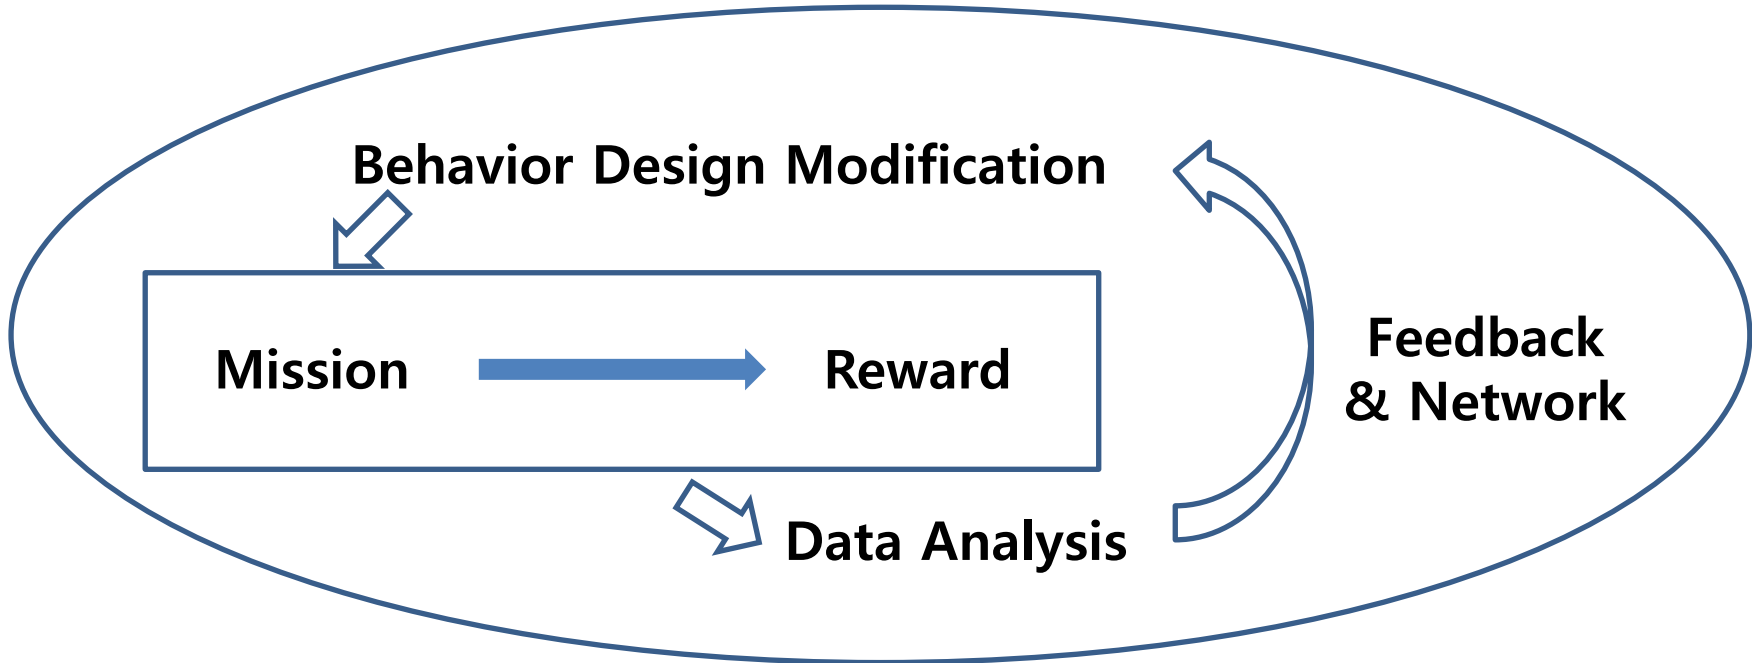 Behavior Design Modification
Mission
Reward
Feedback
& Network
Data Analysis